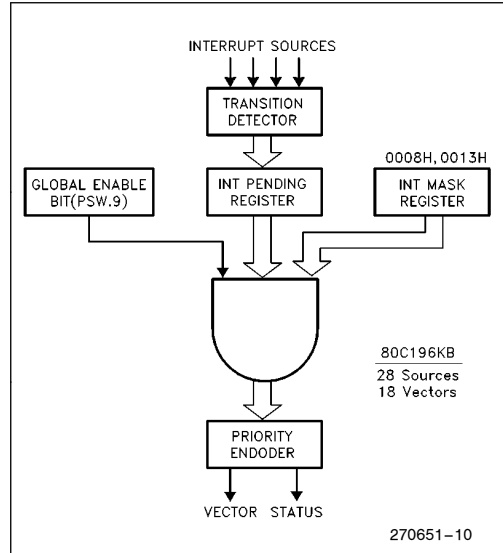 INTERRUPT SOURCES
TRANSITION
DETECTOR
0008H, 0013H
GLOBAL ENABLE
BIT(PSW.9)
INT PENDING
REGISTER
INT MASK
REGISTER
80C196KB
28 Sources
18 Vectors
PRIORITY
ENDODER
VECTOR STATUS
270651-10